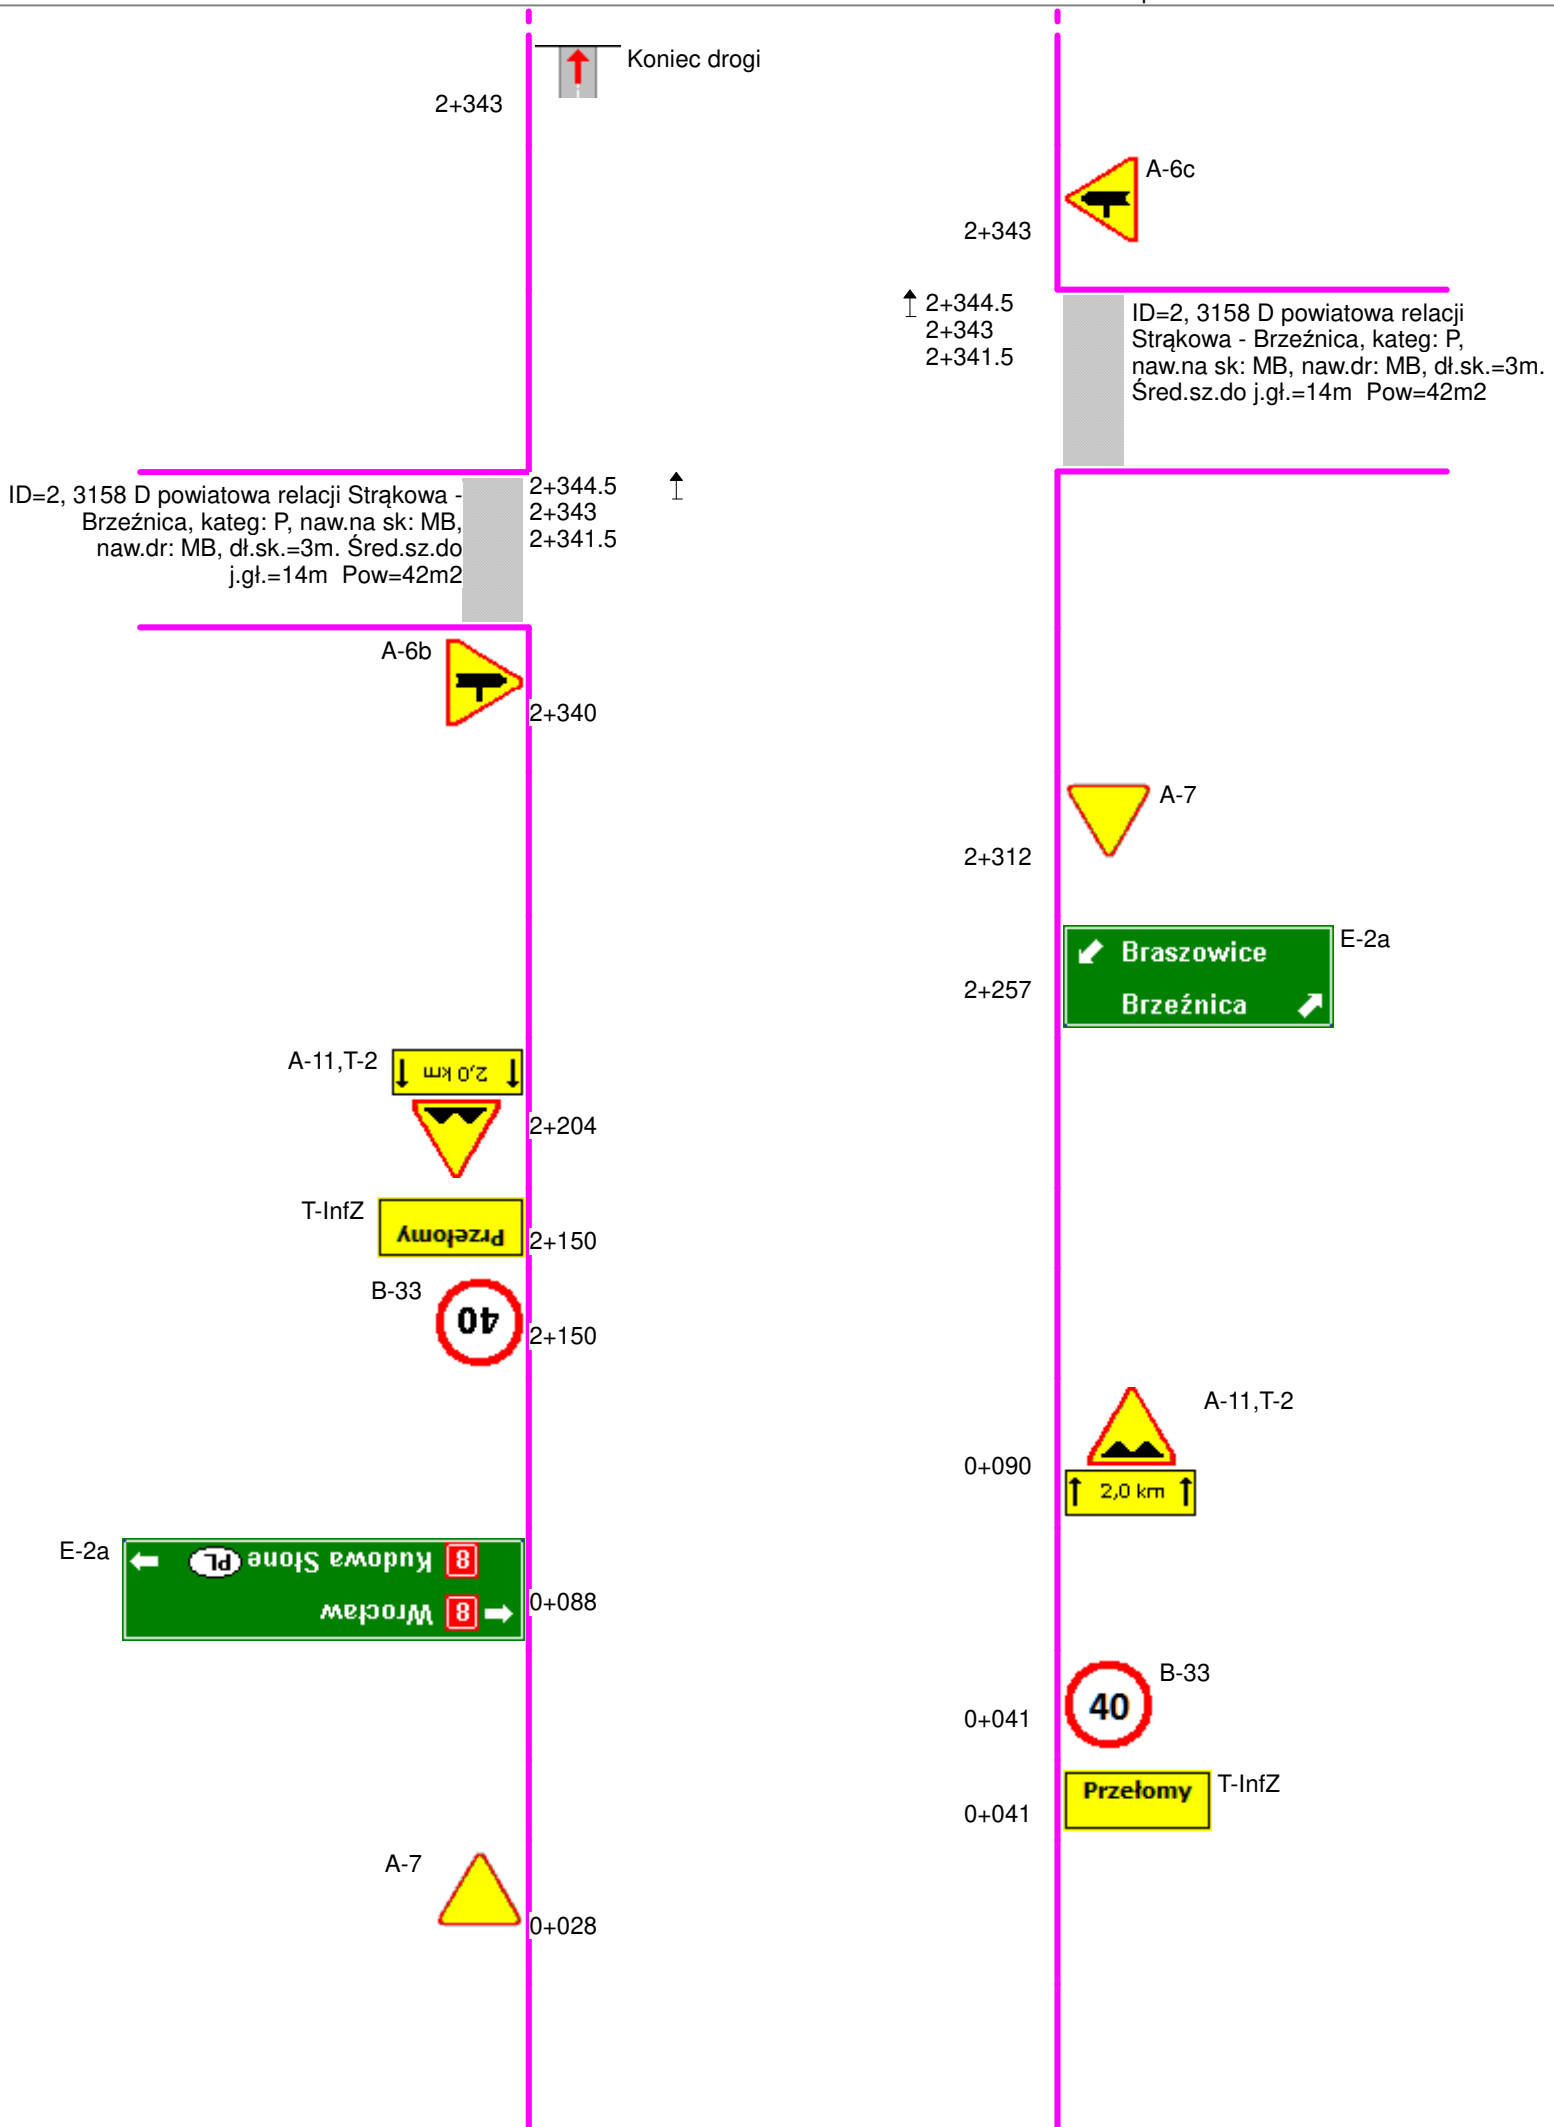 Koniec drogi
2+343
A-6c
2+343
2+344.5
2+343
2+341.5
ID=2, 3158 D powiatowa relacji
Strąkowa - Brzeźnica, kateg: P,
naw.na sk: MB, naw.dr: MB, dł.sk.=3m.
Śred.sz.do j.gł.=14m Pow=42m2
ID=2, 3158 D powiatowa relacji Strąkowa -
Brzeźnica, kateg: P, naw.na sk: MB,
naw.dr: MB, dł.sk.=3m. Śred.sz.do
j.gł.=14m Pow=42m2
2+344.5
2+343
2+341.5
A-6b
2+340
A-7
2+312
E-2a
Braszowice
Brzeźnica
2+257
A-11,T-2
2,0 km
2+204
T-InfZ
Przełomy
2+150
B-33
40
2+150
A-11,T-2
0+090
2,0 km
E-2a
Kudowa Słone PL 8
Wrocław 8
0+088
B-33
40
0+041
T-InfZ
Przełomy
0+041
A-7
0+028